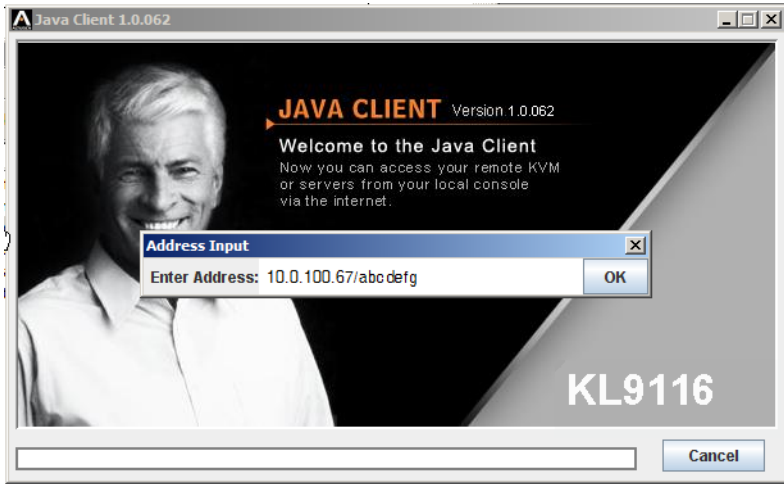 Java Client 1.0.062
JAVA CLIENT Version 1.0.062
Welcome to the Java Client
Now you can access your remote KVM
or servers from your local console
via the internet.
Address Input
Enter Address: 10.0.100.67/abcdefg OK
KL9116
Cancel